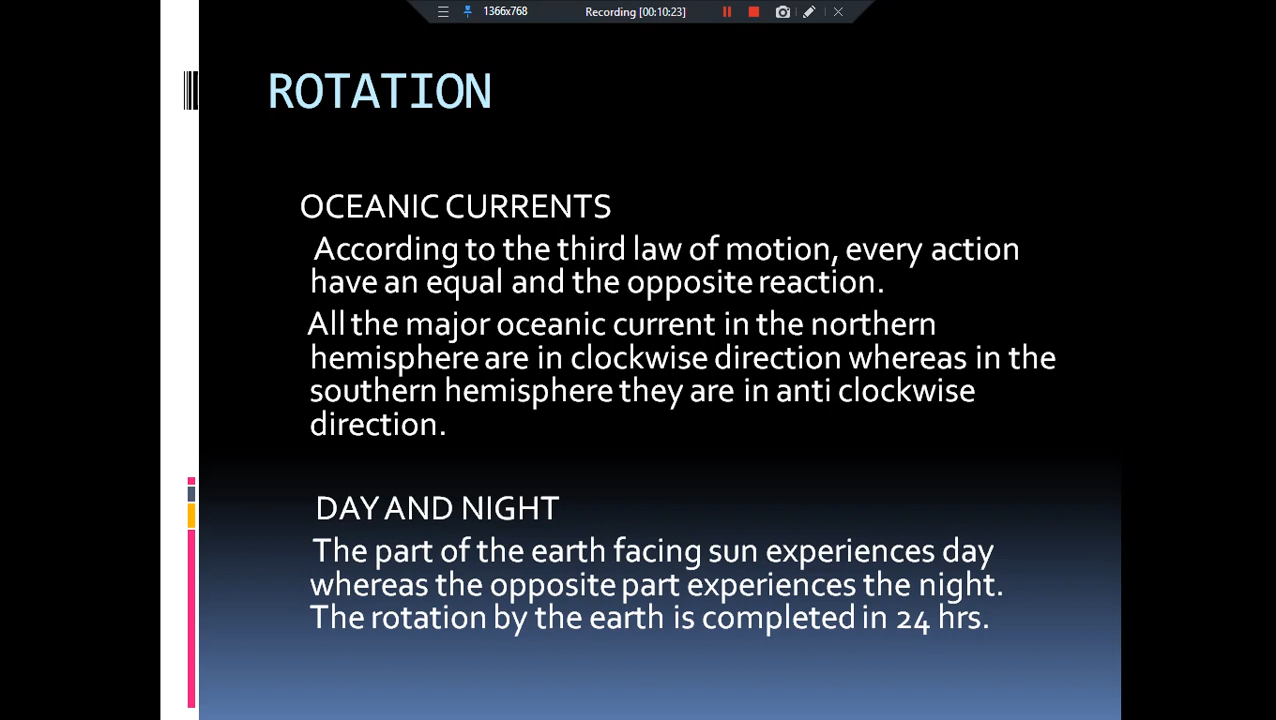 1366x768 Recording [00:10:23]
ROTATION
OCEANIC CURRENTS
According to the third law of motion, every action
have an equal and the opposite reaction.
All the major oceanic current in the northern
hemisphere are in clockwise direction whereas in the
southern hemisphere they are in anti clockwise
direction.
DAY AND NIGHT
The part of the earth facing sun experiences day
whereas the opposite part experiences the night.
The rotation by the earth is completed in 24 hrs.